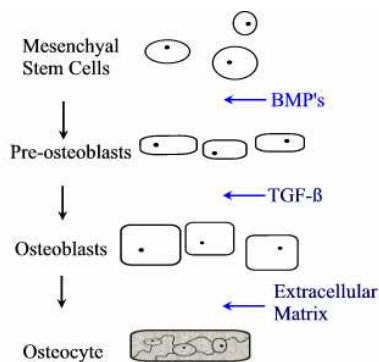 Mesenchyal
Stem Cells
BMP's
Pre-osteoblasts
TGF-ß
Osteoblasts
Extracellular
Matrix
Osteocyte